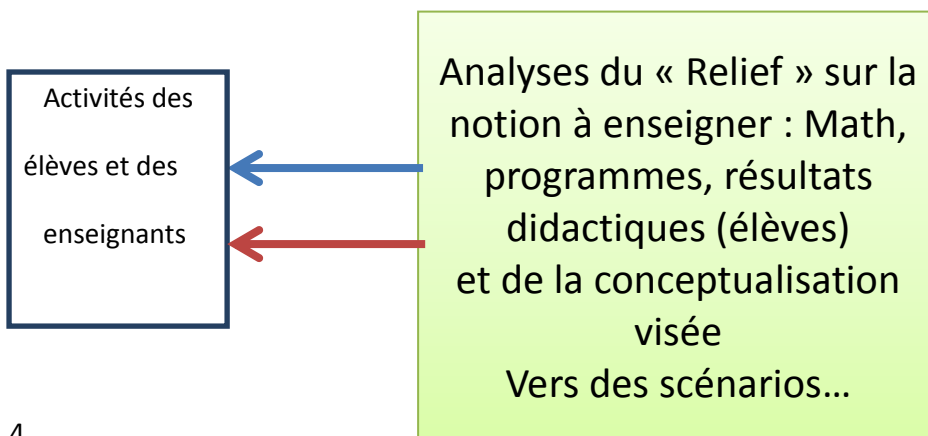 Activités des
élèves et des
enseignants
Analyses du « Relief » sur la
notion à enseigner : Math,
programmes, résultats
didactiques (élèves)
et de la conceptualisation
visée
Vers des scénarios…
4